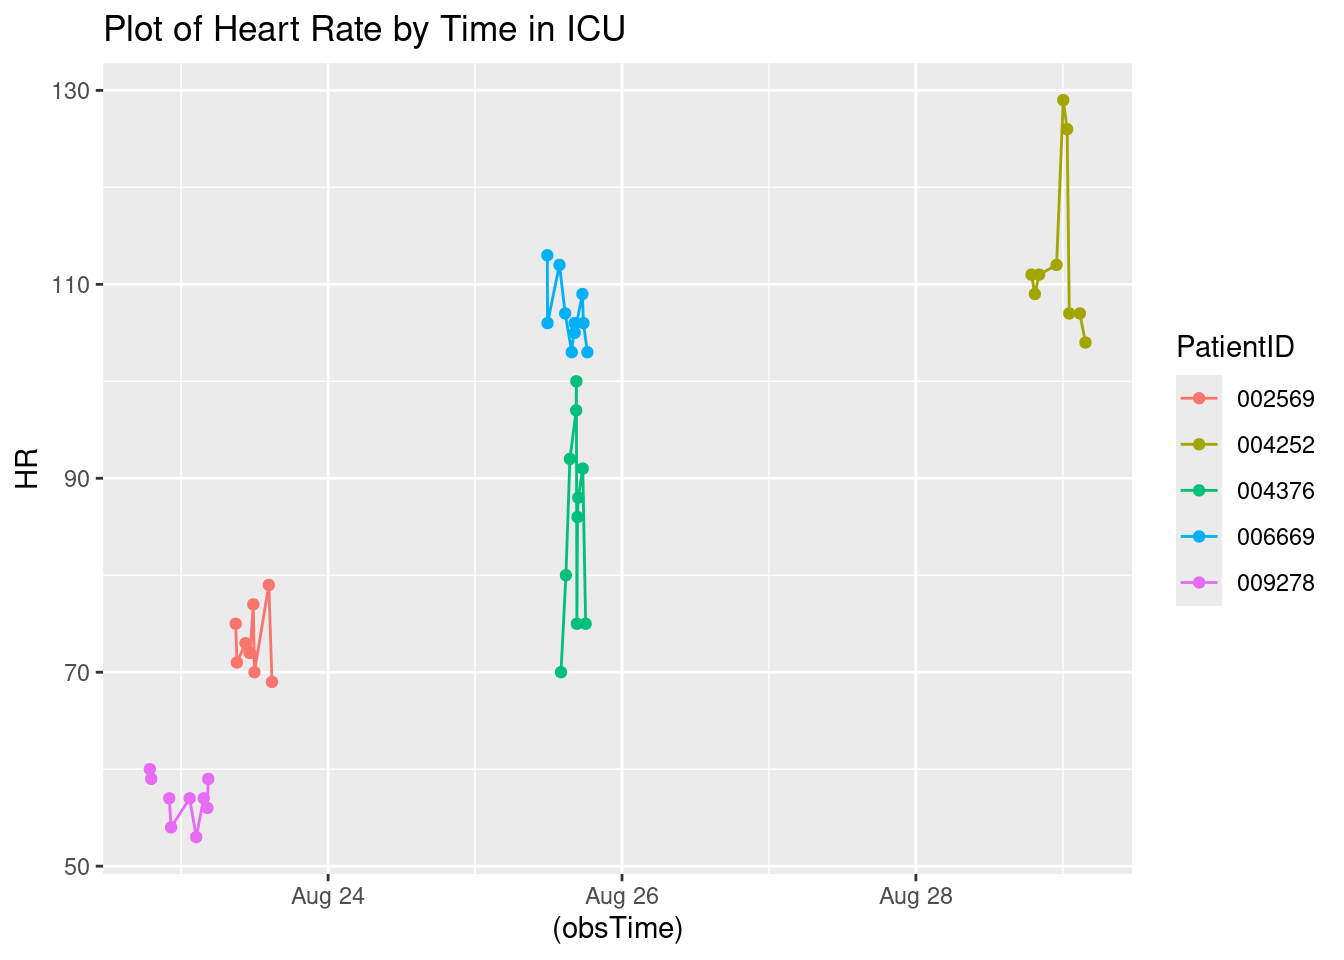 Plot of Heart Rate by Time in ICU
130
110
90
70
50
HR
Aug 24
Aug 26
Aug 28
(obsTime)
PatientID
002569
004252
004376
006669
009278